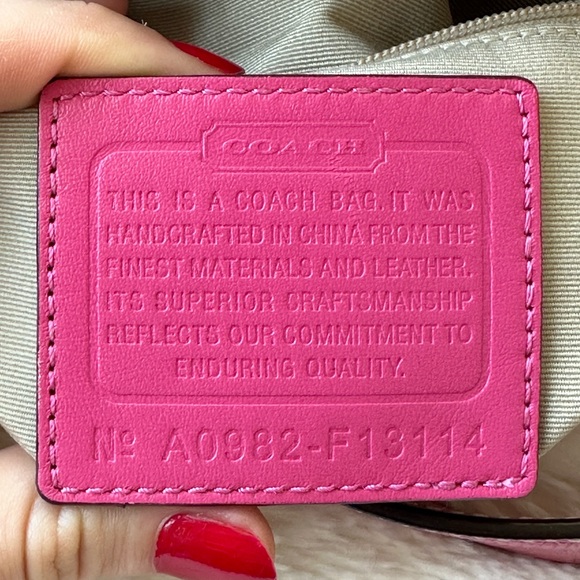 COACH
THIS IS A COACH BAG. IT WAS
HANDCRAFTED IN CHINA FROM THE
FINEST MATERIALS AND LEATHER.
ITS SUPERIOR CRAFTSMANSHIP
REFLECTS OUR COMMITMENT TO
ENDURING QUALITY.
Nº A0982-F13114